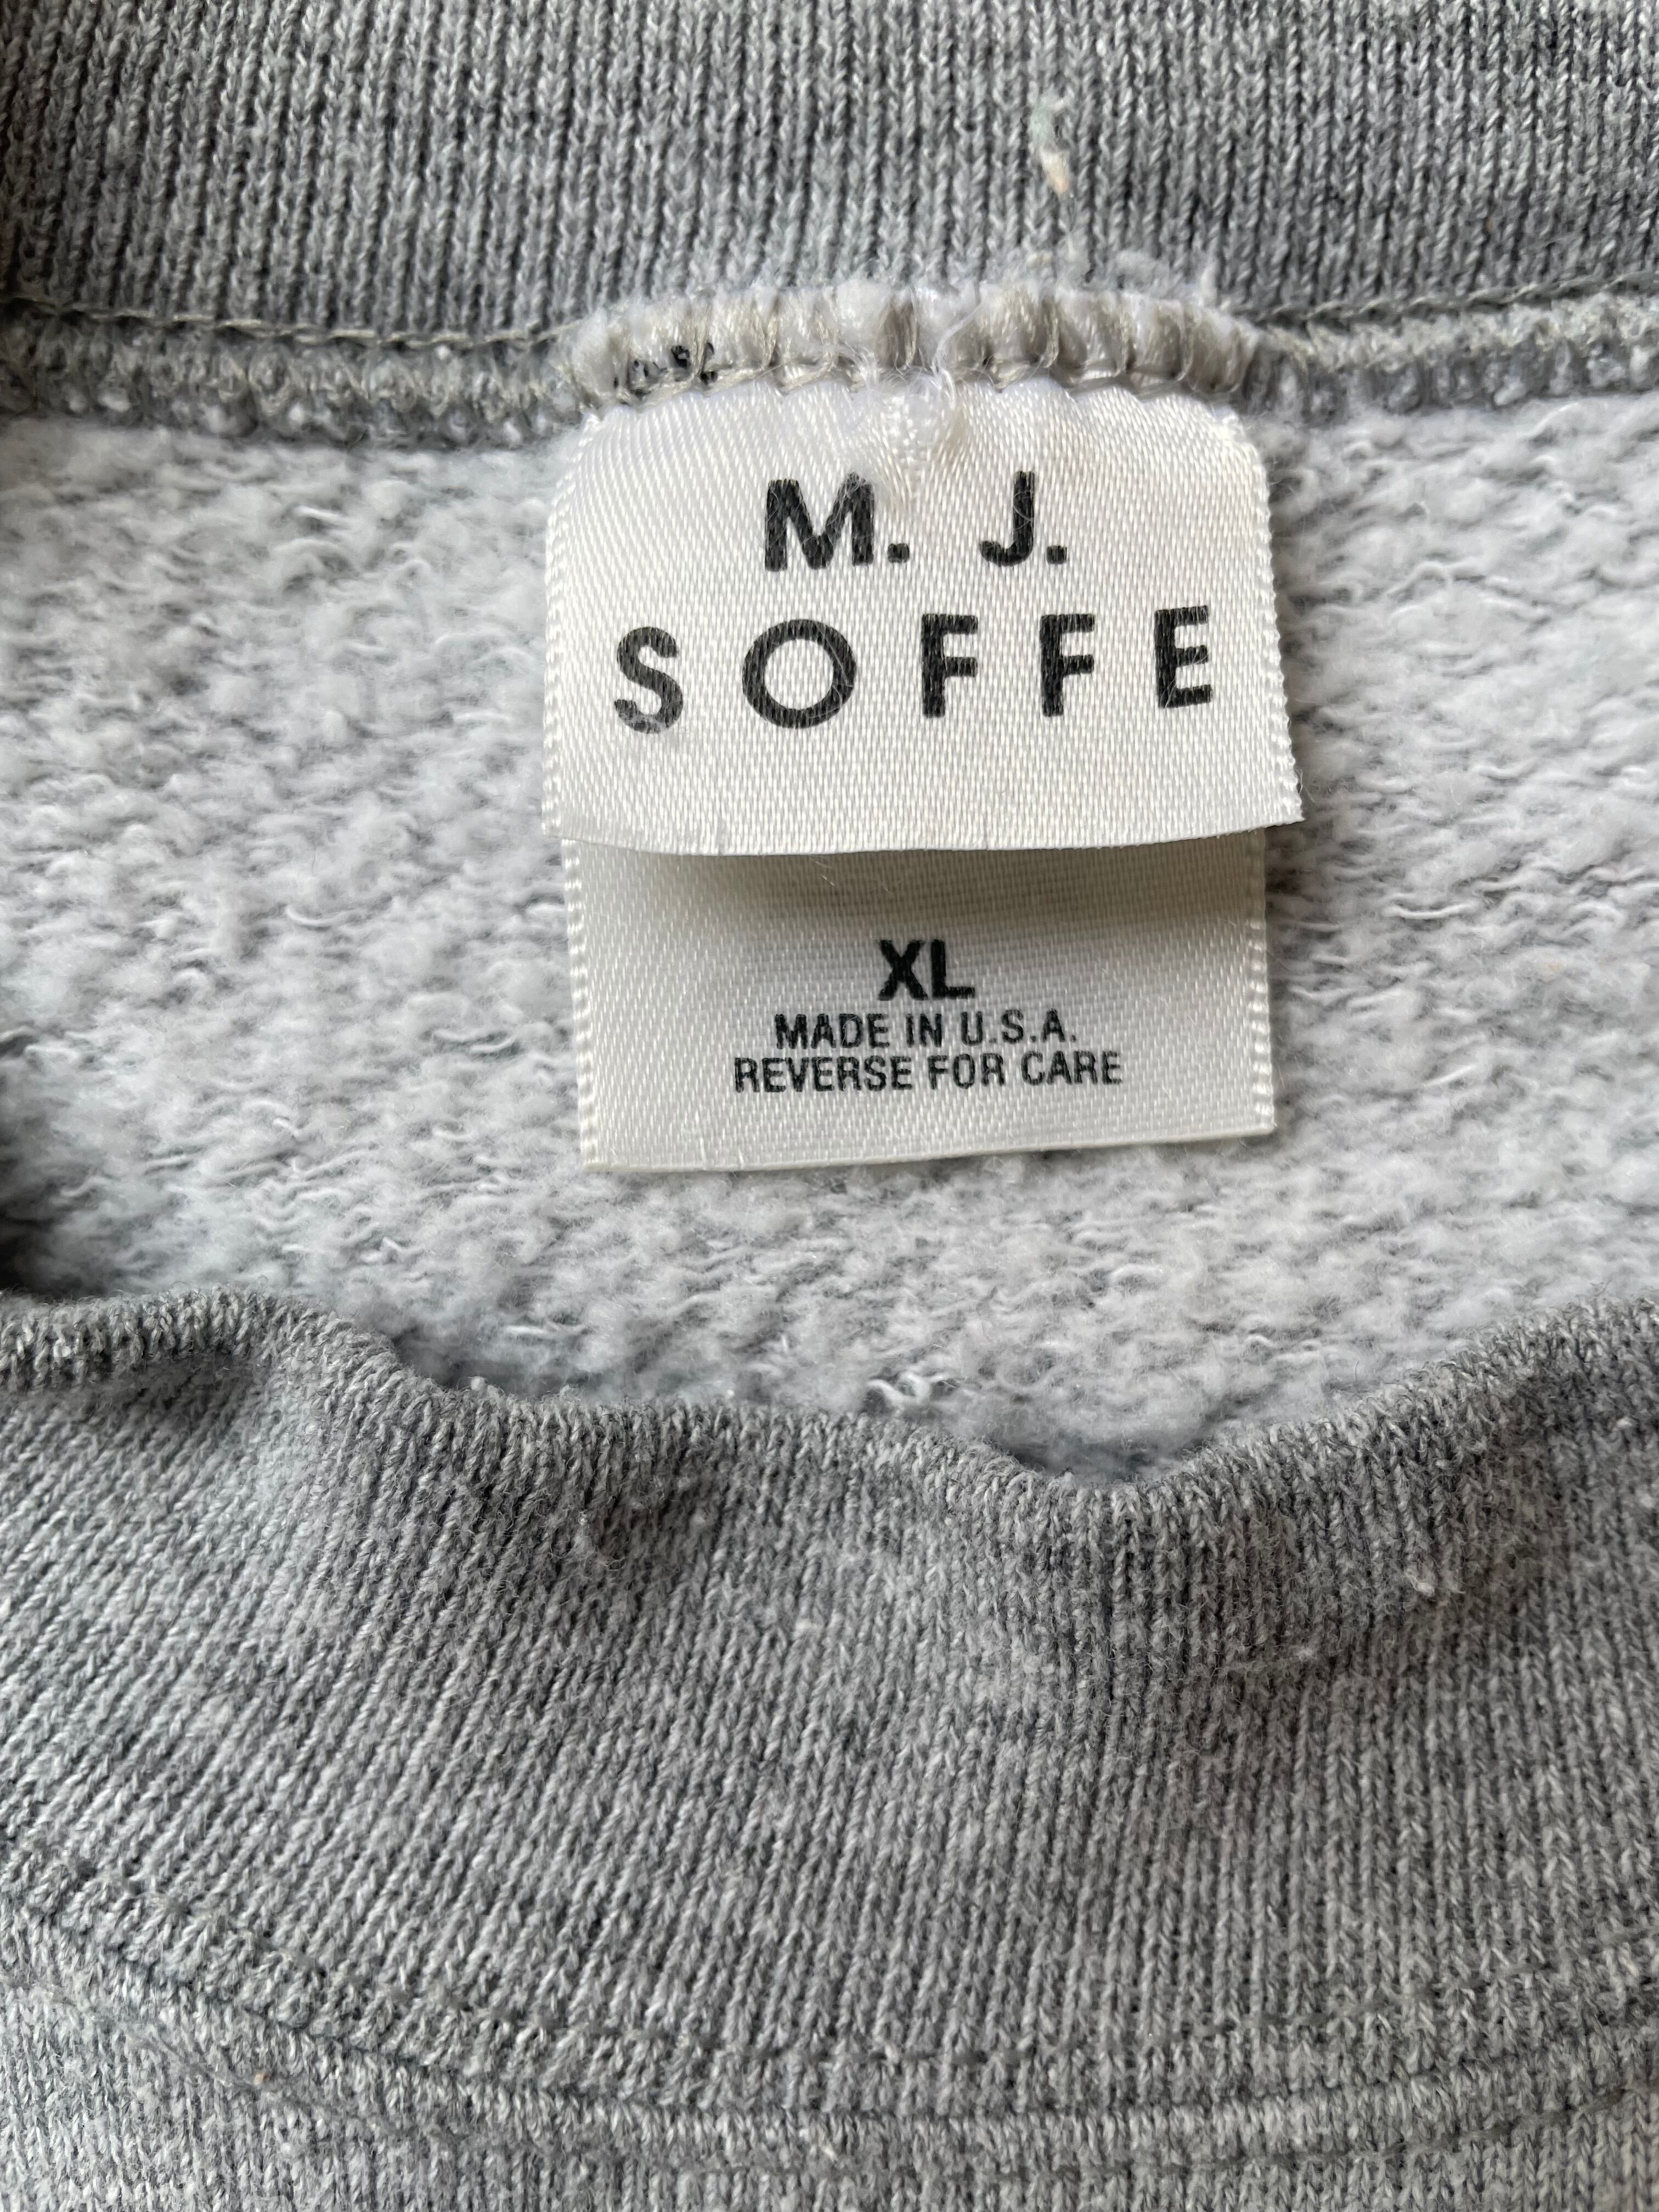 M. J.
SOFFE
XL
MADE IN U.S.A.
REVERSE FOR CARE